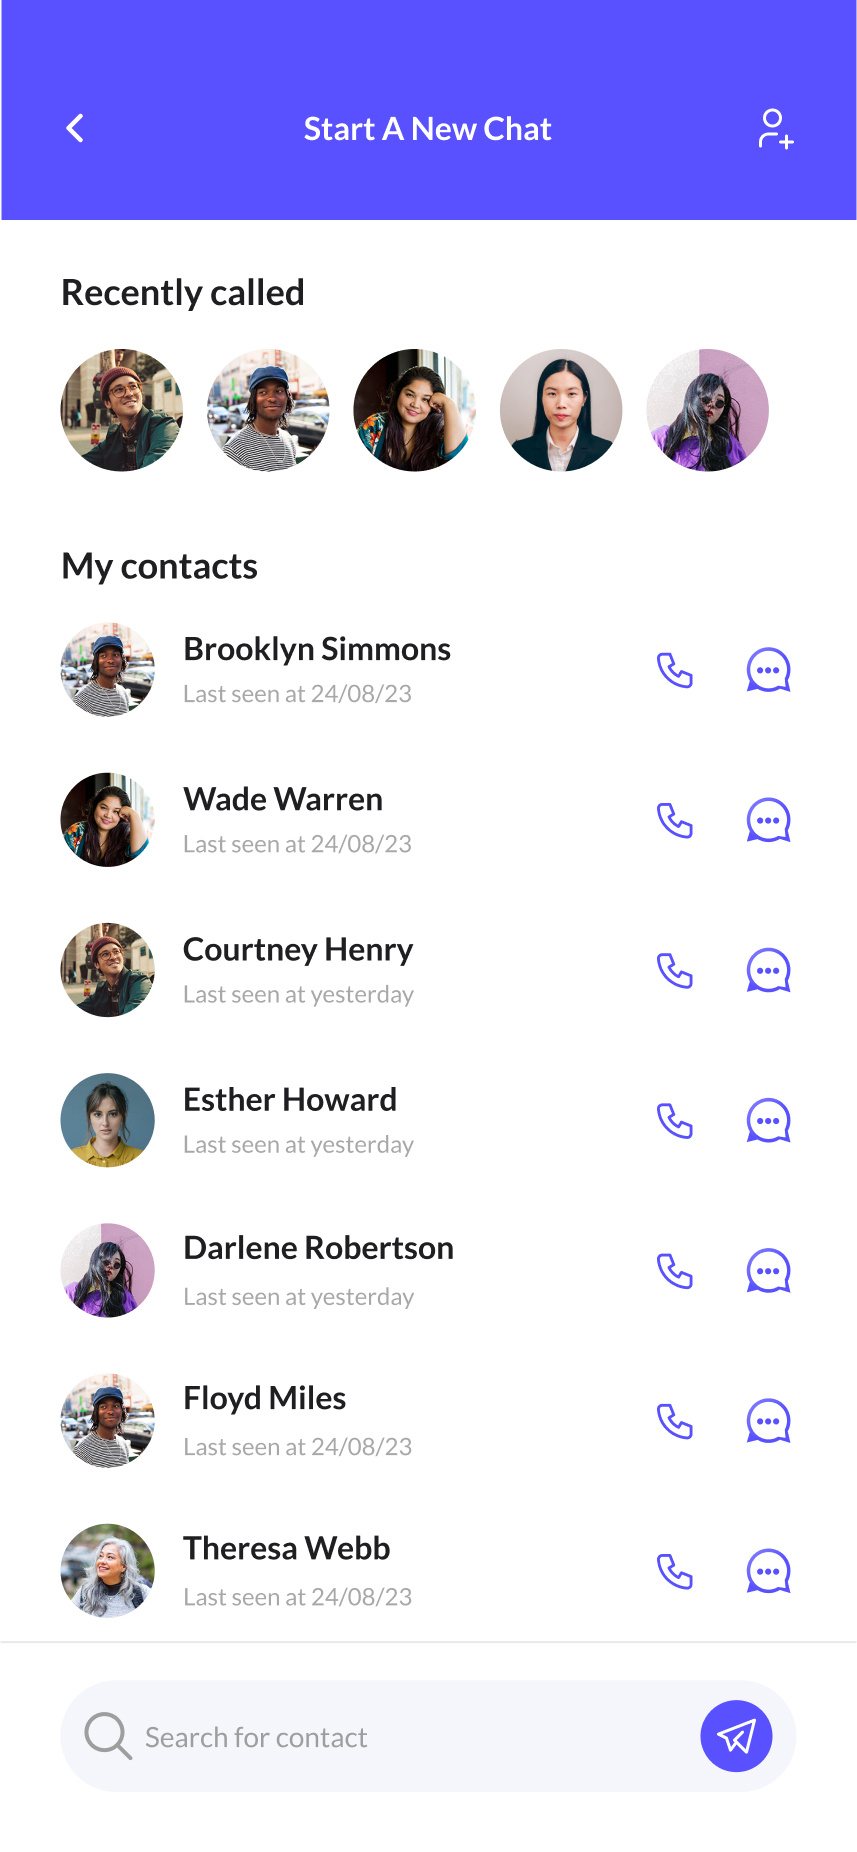 Start A New Chat
Recently called
My contacts
Brooklyn Simmons
Last seen at 24/08/23
Wade Warren
Last seen at 24/08/23
Courtney Henry
Last seen at yesterday
Esther Howard
Last seen at yesterday
Darlene Robertson
Last seen at yesterday
Floyd Miles
Last seen at 24/08/23
Theresa Webb
Last seen at 24/08/23
Search for contact